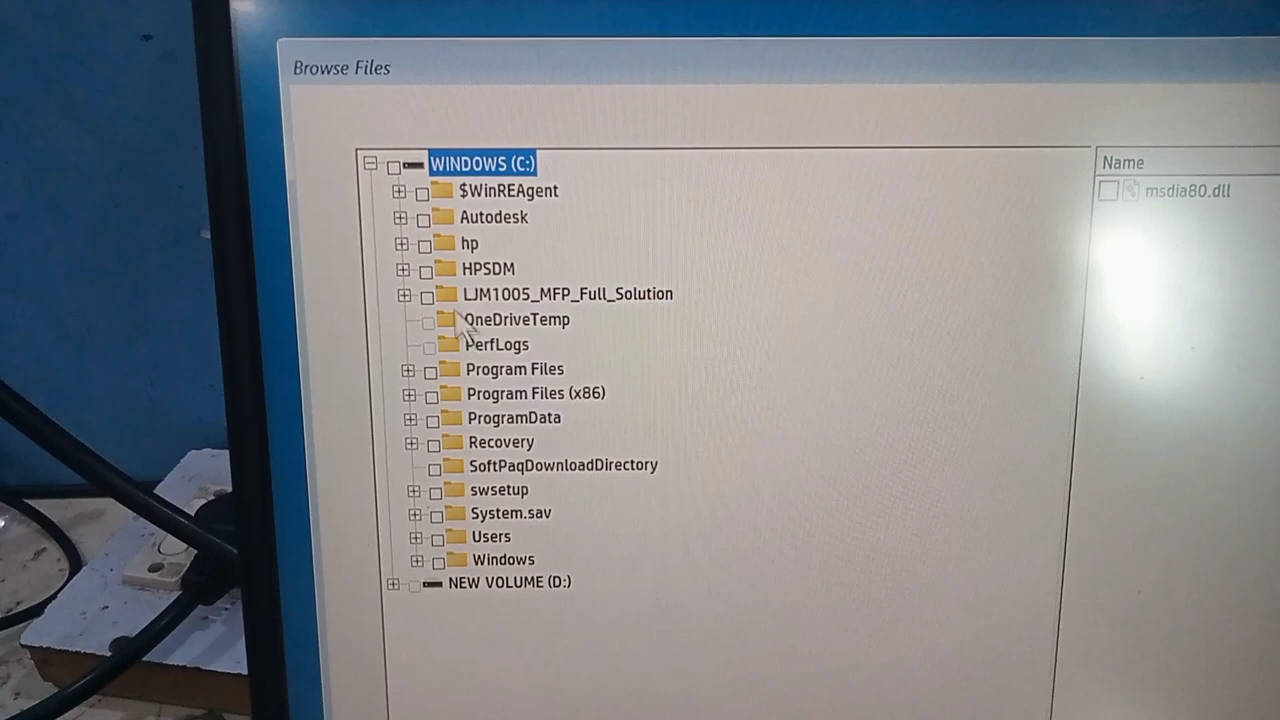 Browse Files
WINDOWS (C:)
$WinREAgent
Autodesk
hp
HPSDM
LJM1005_MFP_Full_Solution
OneDriveTemp
PerfLogs
Program Files
Program Files (x86)
ProgramData
Recovery
SoftPaqDownloadDirectory
swsetup
System.sav
Users
Windows
NEW VOLUME (D:)
Name
msdia80.dll